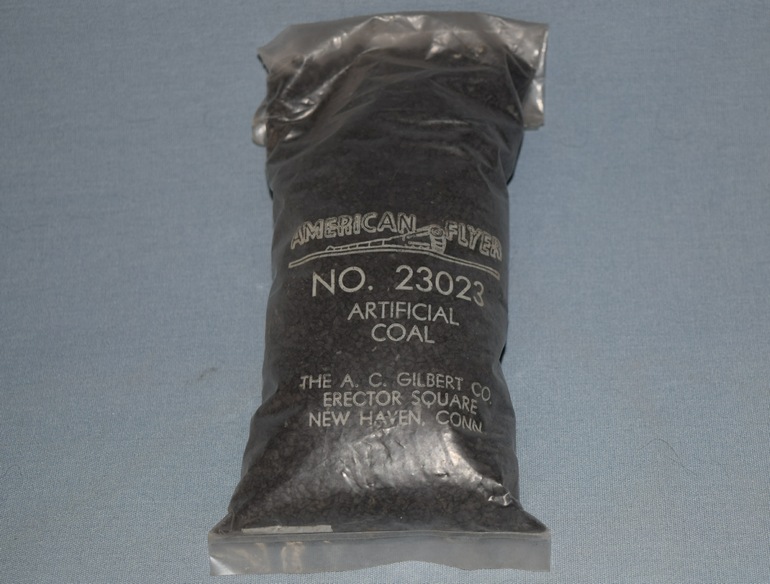 AMERICAN FLYER
NO. 23023
ARTIFICIAL
COAL
THE A. C. GILBERT CO.
ERECTOR SQUARE
NEW HAVEN, CONN.